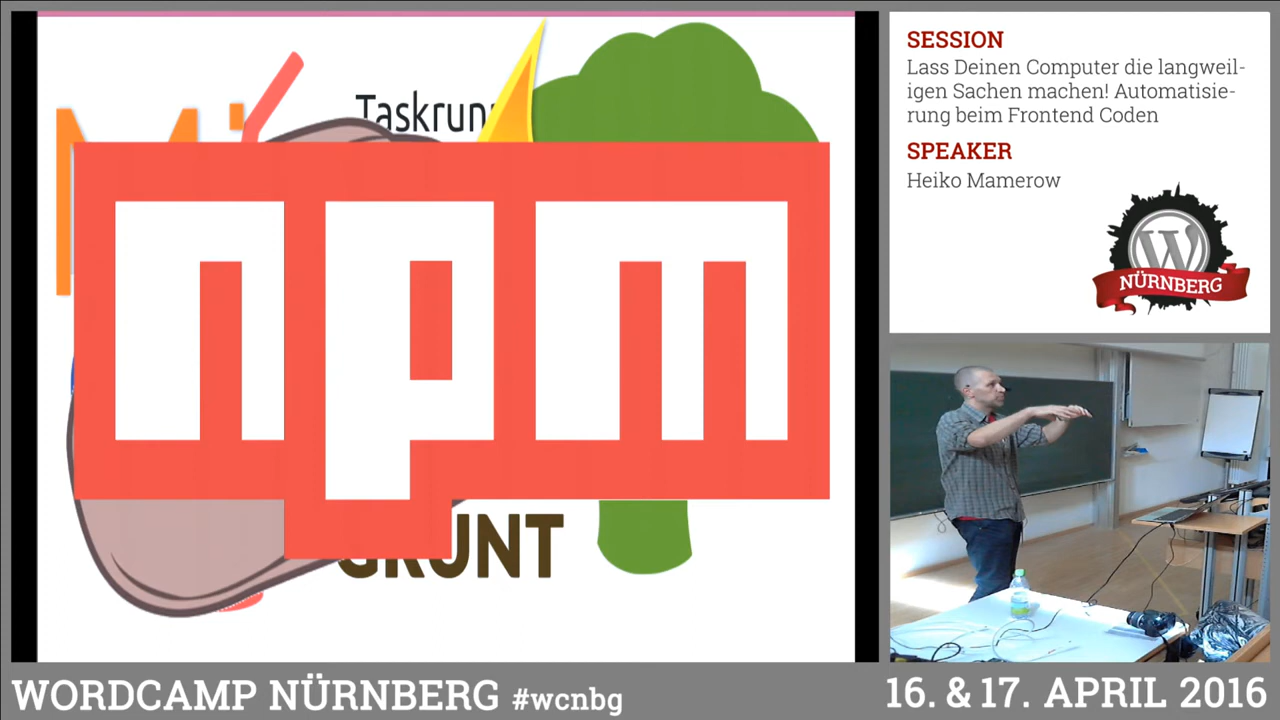 Taskrun
npm
GRUNT
SESSION
Lass Deinen Computer die langweil-
igen Sachen machen! Automatisie-
rung beim Frontend Coden
SPEAKER
Heiko Mamerow
W
NÜRNBERG
WORDCAMP NÜRNBERG #wcnbg
16. & 17. APRIL 2016